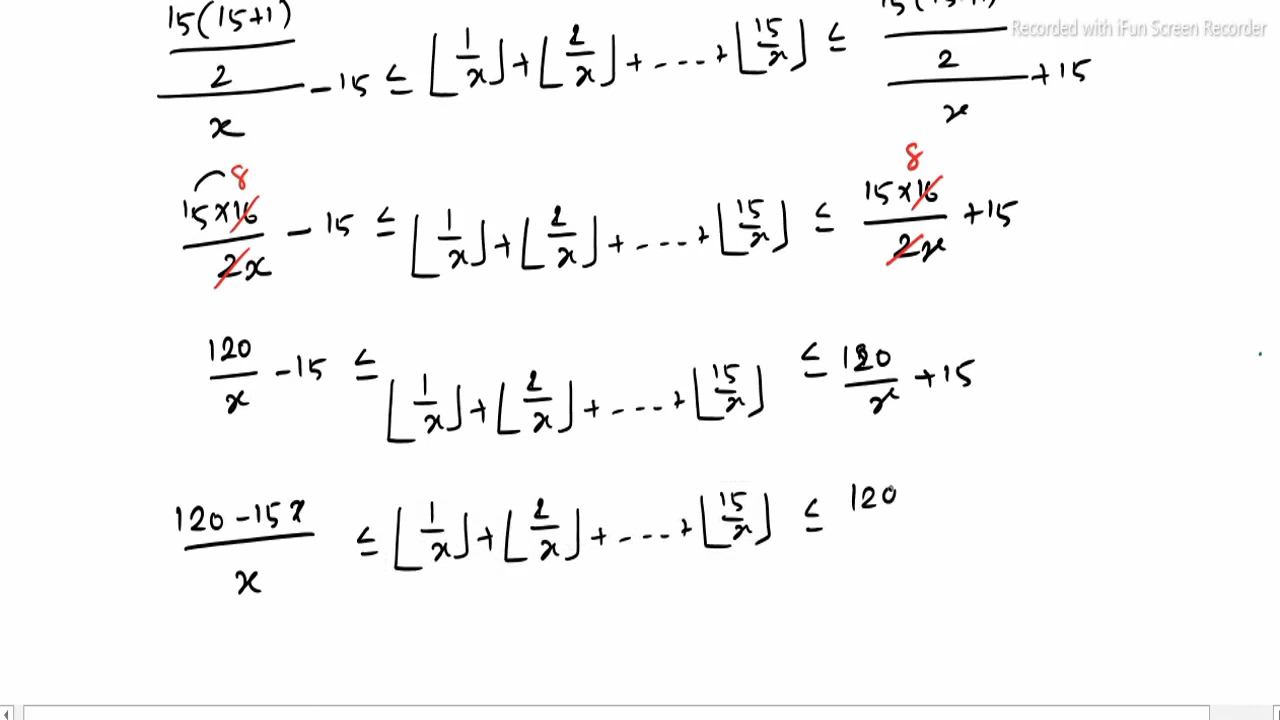 Recorded with iFun Screen Recorder
15(15+1)/2/x - 15 ≤ ⌊1/x⌋ + ⌊2/x⌋ + .... + ⌊15/x⌋ ≤ 15(15+1)/2/x + 15
8 8
15×16/2x - 15 ≤ ⌊1/x⌋ + ⌊2/x⌋ + .... + ⌊15/x⌋ ≤ 15×16/2x + 15
120/x - 15 ≤ ⌊1/x⌋ + ⌊2/x⌋ + .... + ⌊15/x⌋ ≤ 120/x + 15
120 - 15x/x ≤ ⌊1/x⌋ + ⌊2/x⌋ + .... + ⌊15/x⌋ ≤ 120